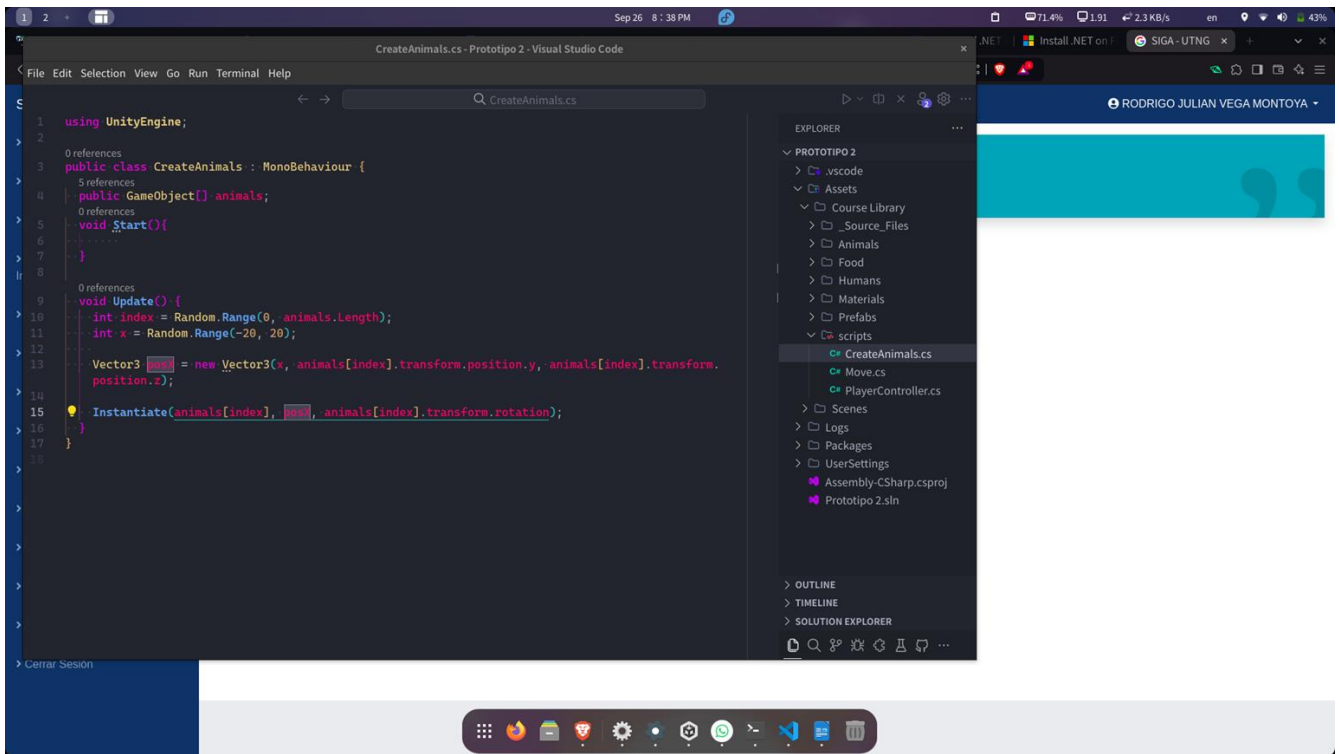 1 2 Sep 26 8:38 PM 71.4% 1.91 2.3 KB/s en 43%
CreateAnimals.cs - Prototipo 2 - Visual Studio Code
.NET Install .NET on F SIGA - UTNG
File Edit Selection View Go Run Terminal Help
CreateAnimals.cs
2
RODRIGO JULIAN VEGA MONTOYA
1 using UnityEngine;
2
0 references
3 public class CreateAnimals : MonoBehaviour {
5 references
4 public GameObject[] animals;
0 references
5 void Start(){
6
7 }
8
0 references
9 void Update() {
10 int index = Random.Range(0, animals.Length);
11 int x = Random.Range(-20, 20);
12
13 Vector3 posX = new Vector3(x, animals[index].transform.position.y, animals[index].transform.
position.z);
14
15 Instantiate(animals[index], posX, animals[index].transform.rotation);
16 }
17 }
18
EXPLORER
PROTOTIPO 2
.vscode
Assets
Course Library
_Source_Files
Animals
Food
Humans
Materials
Prefabs
scripts
C# CreateAnimals.cs
C# Move.cs
C# PlayerController.cs
Scenes
Logs
Packages
UserSettings
Assembly-CSharp.csproj
Prototipo 2.sln
OUTLINE
TIMELINE
SOLUTION EXPLORER
Cerrar Sesión